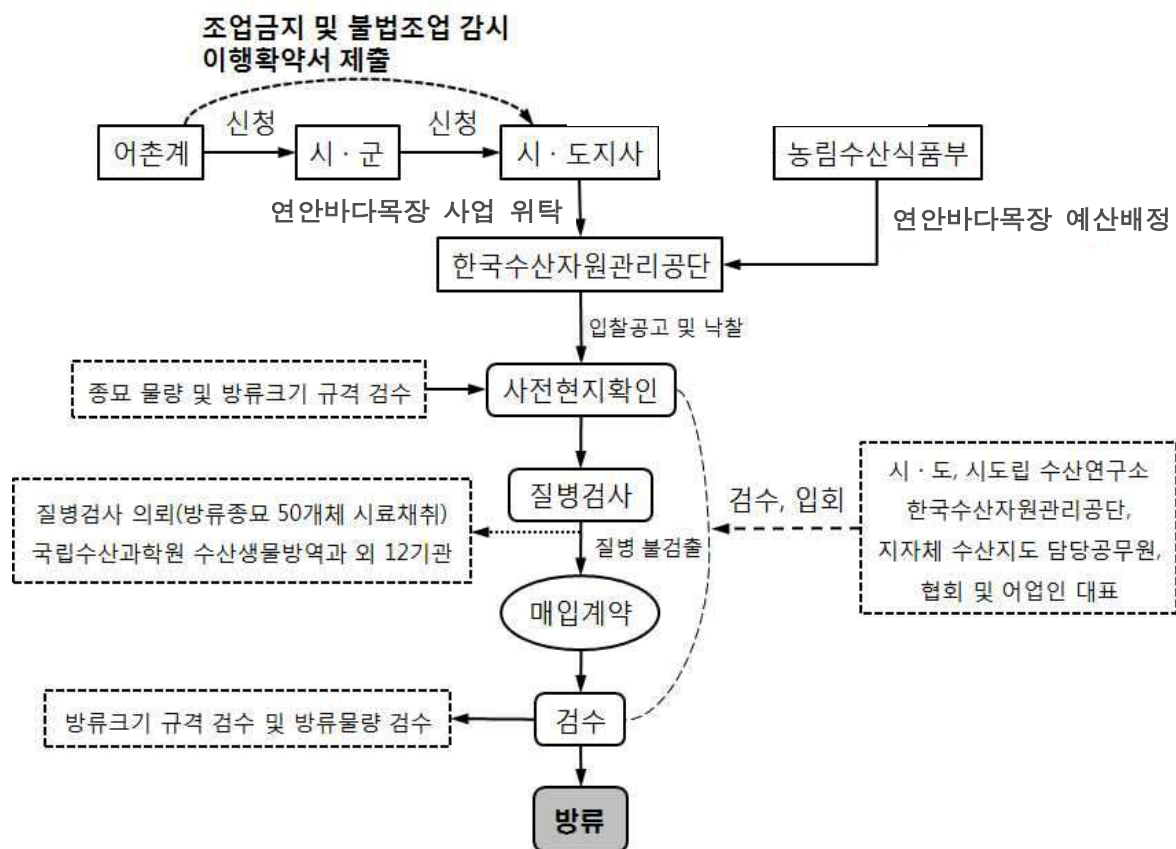 조업금지 및 불법조업 감시
이행확약서 제출
신청
신청
어촌계
시 · 군
시 · 도지사
농림수산식품부
연안바다목장 사업 위탁
연안바다목장 예산배정
한국수산자원관리공단
입찰공고 및 낙찰
종묘 물량 및 방류크기 규격 검수
사전현지확인
질병검사
질병검사 의뢰(방류종묘 50개체 시료채취)
국립수산과학원 수산생물방역과 외 12기관
질병 불검출
검수, 입회
시 · 도, 시도립 수산연구소
한국수산자원관리공단,
지자체 수산지도 담당공무원,
협회 및 어업인 대표
매입계약
방류크기 규격 검수 및 방류물량 검수
검수
방류